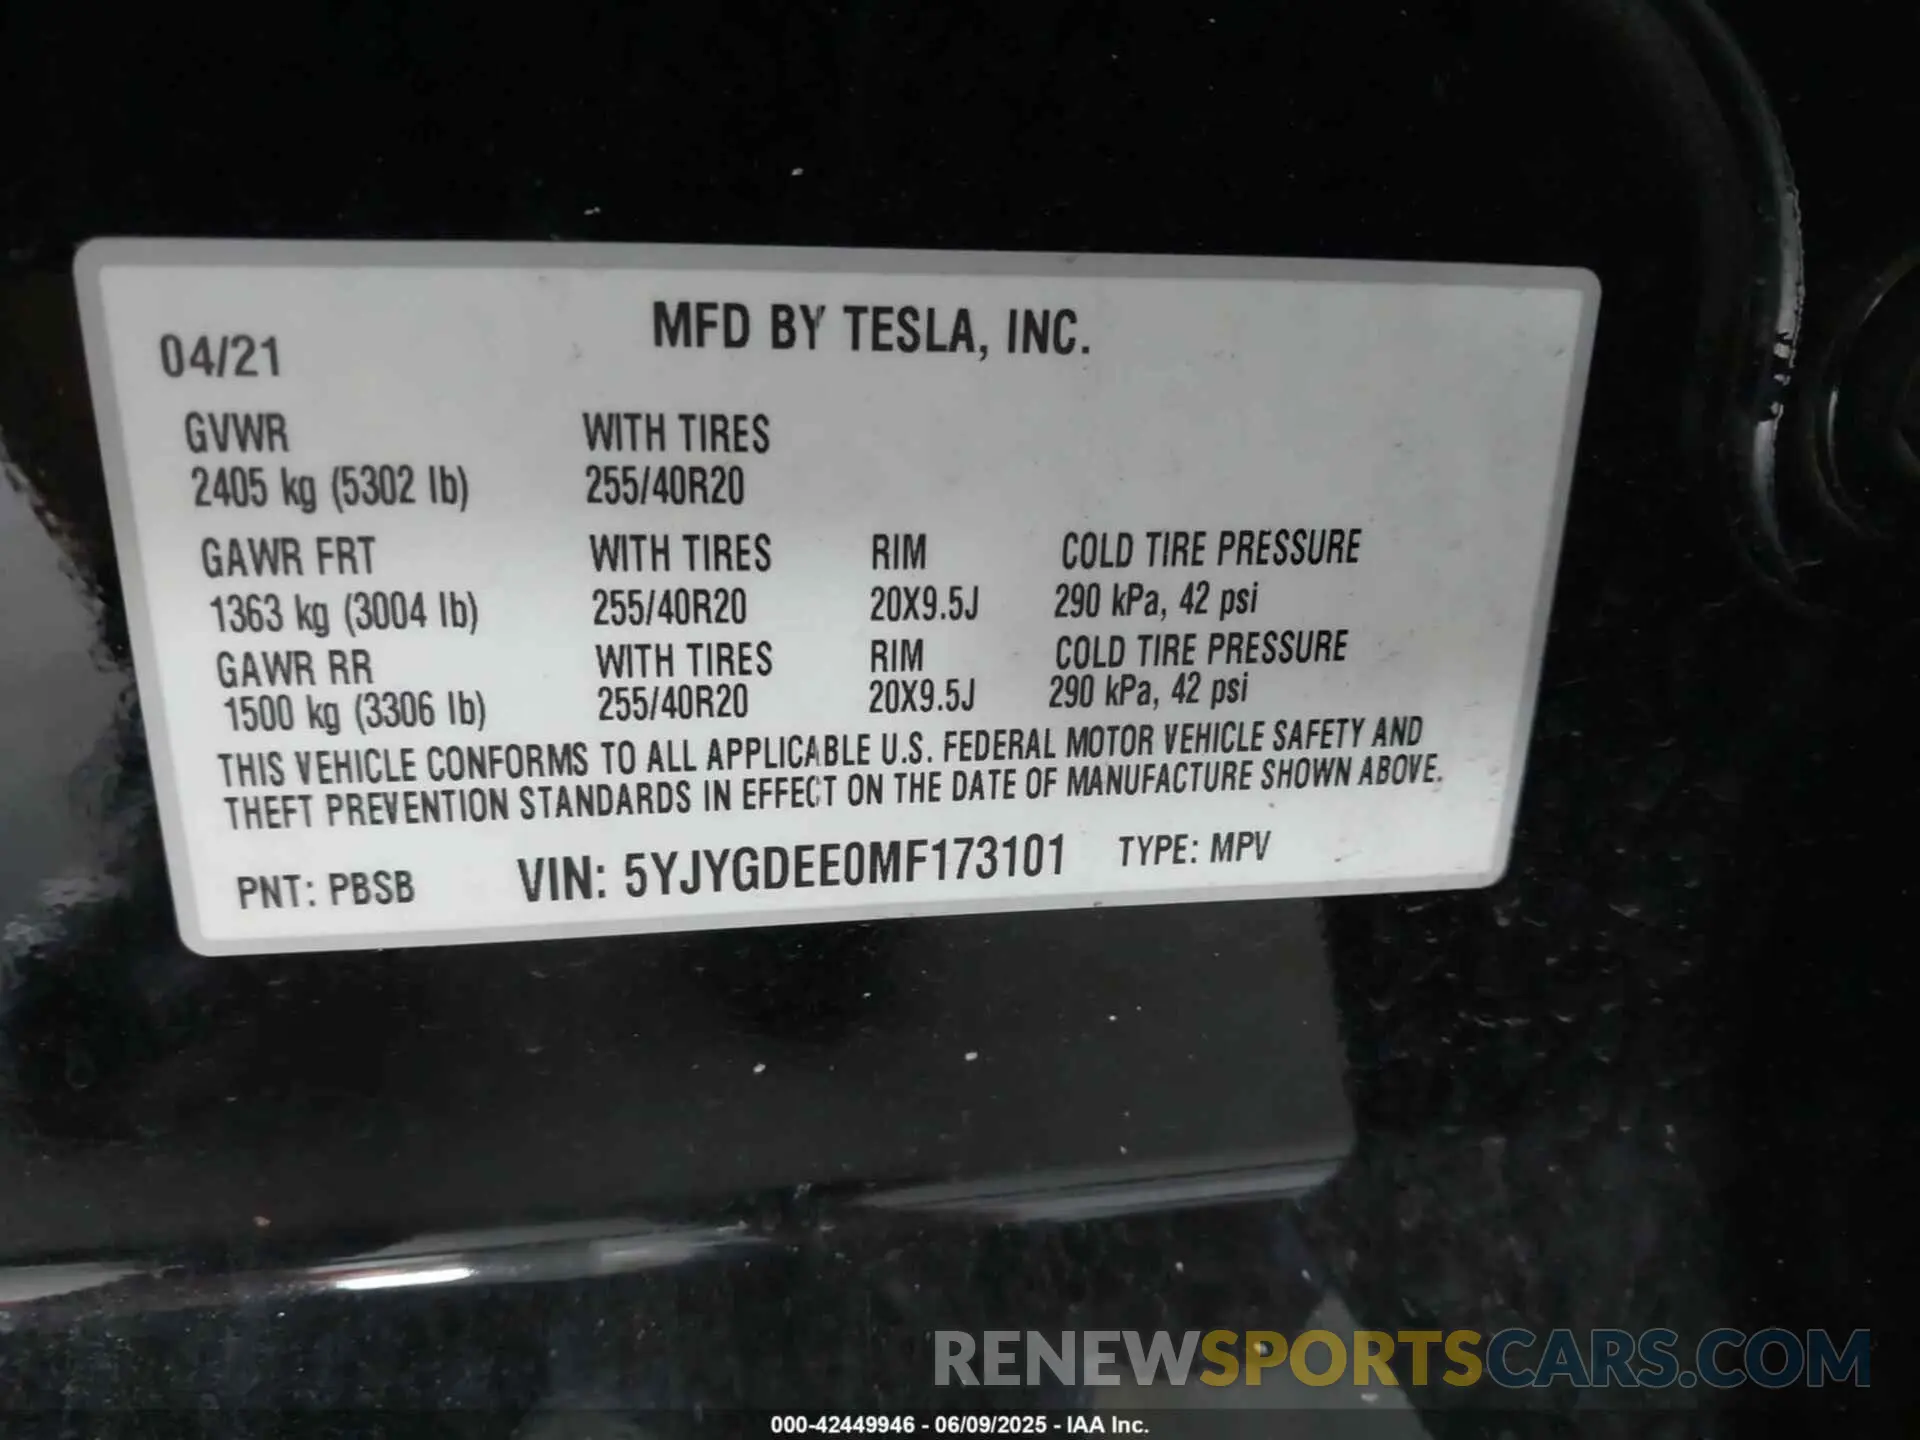 MFD BY TESLA, INC.
04/21
GVWR WITH TIRES
2405 kg (5302 lb) 255/40R20
GAWR FRT WITH TIRES RIM COLD TIRE PRESSURE
1363 kg (3004 lb) 255/40R20 20X9.5J 290 kPa, 42 psi
GAWR RR WITH TIRES RIM COLD TIRE PRESSURE
1500 kg (3306 lb) 255/40R20 20X9.5J 290 kPa, 42 psi
THIS VEHICLE CONFORMS TO ALL APPLICABLE U.S. FEDERAL MOTOR VEHICLE SAFETY AND
THEFT PREVENTION STANDARDS IN EFFECT ON THE DATE OF MANUFACTURE SHOWN ABOVE.
PNT: PBSB VIN: 5YJYGDEE0MF173101 TYPE: MPV
RENEWSPORTSCARS.COM
000-42449946 - 06/09/2025 - IAA Inc.